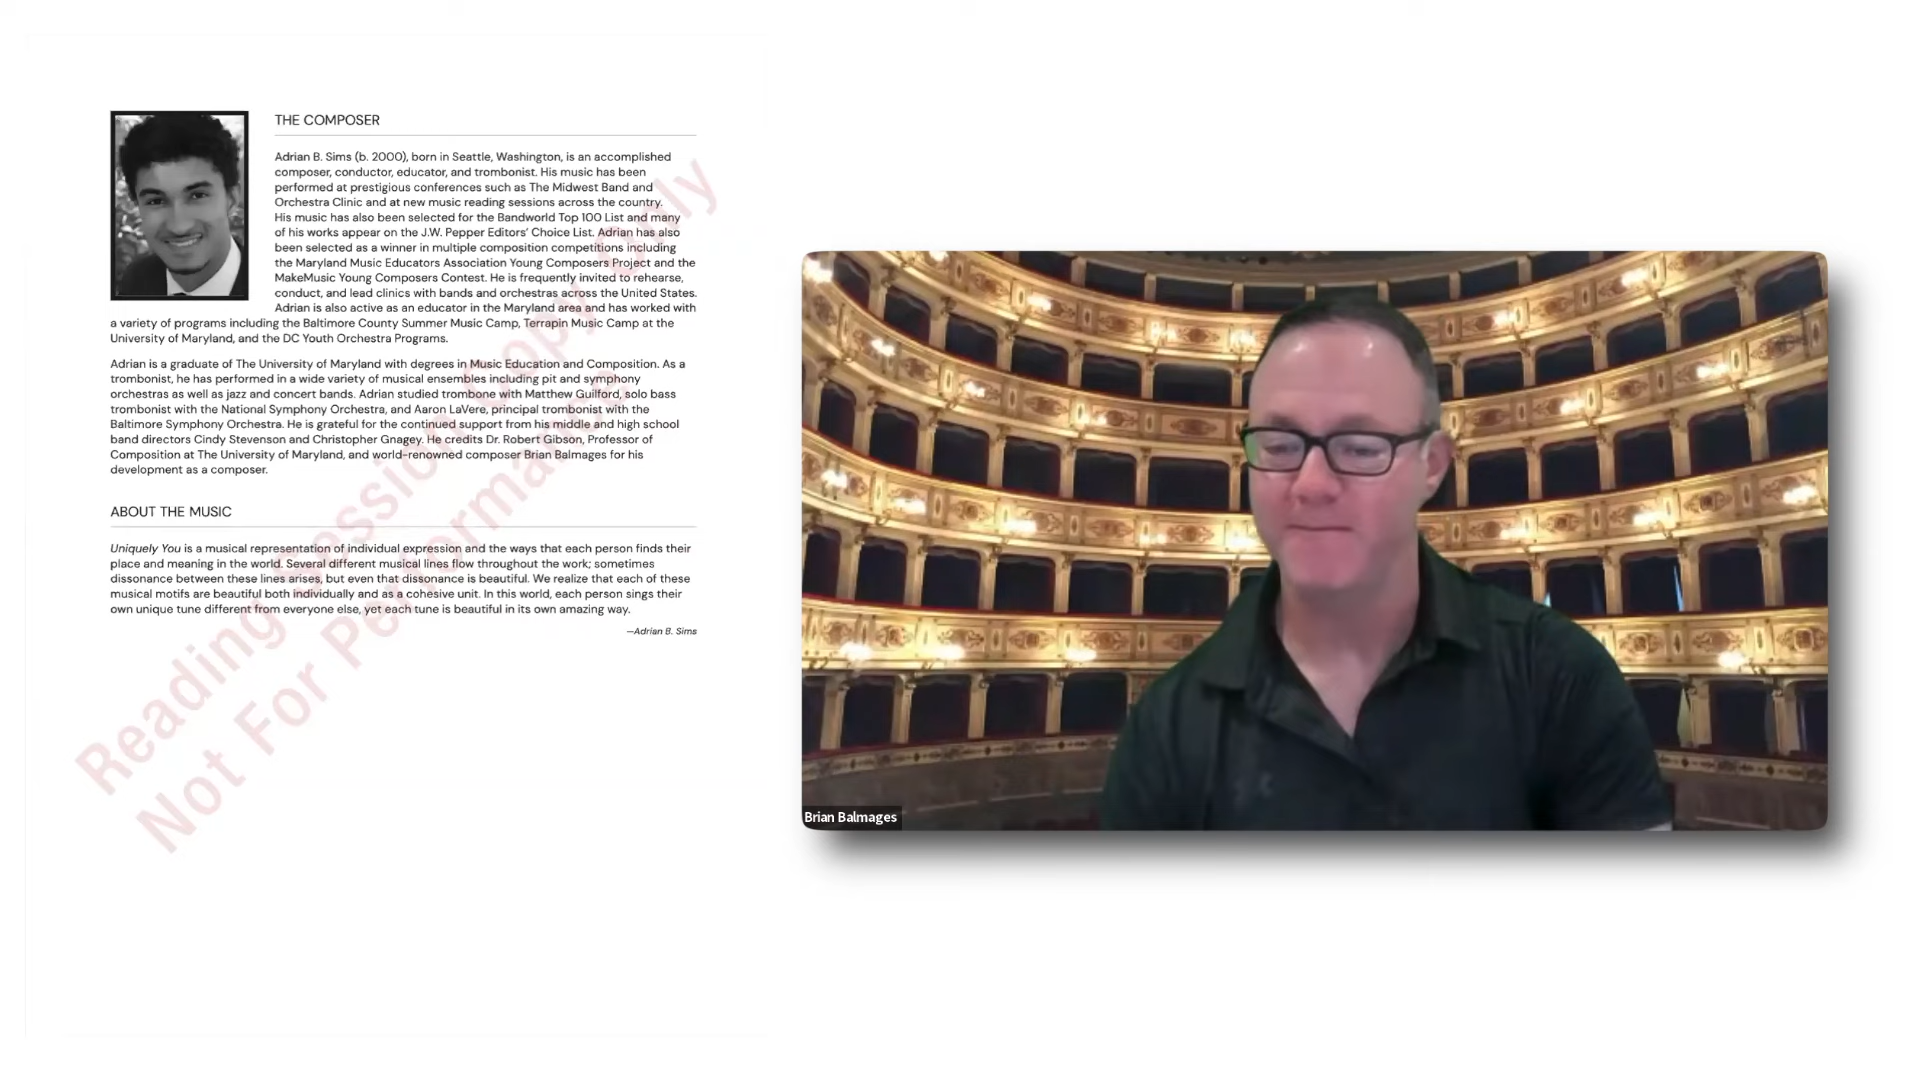 THE COMPOSER
Adrian B. Sims (b. 2000), born in Seattle, Washington, is an accomplished
composer, conductor, educator, and trombonist. His music has been
performed at prestigious conferences such as The Midwest Band and
Orchestra Clinic and at new music reading sessions across the country.
His music has also been selected for the Bandworld Top 100 List and many
of his works appear on the J.W. Pepper Editors' Choice List. Adrian has also
been selected as a winner in multiple composition competitions including
the Maryland Music Educators Association Young Composers Project and the
MakeMusic Young Composers Contest. He is frequently invited to rehearse,
conduct, and lead clinics with bands and orchestras across the United States.
Adrian is also active as an educator in the Maryland area and has worked with
a variety of programs including the Baltimore County Summer Music Camp, Terrapin Music Camp at the
University of Maryland, and the DC Youth Orchestra Programs.
Adrian is a graduate of The University of Maryland with degrees in Music Education and Composition. As a
trombonist, he has performed in a wide variety of musical ensembles including pit and symphony
orchestras as well as jazz and concert bands. Adrian studied trombone with Matthew Guilford, solo bass
trombonist with the National Symphony Orchestra, and Aaron LaVere, principal trombonist with the
Baltimore Symphony Orchestra. He is grateful for the continued support from his middle and high school
band directors Cindy Stevenson and Christopher Gnagey. He credits Dr. Robert Gibson, Professor of
Composition at The University of Maryland, and world-renowned composer Brian Balmages for his
development as a composer.
ABOUT THE MUSIC
Uniquely You is a musical representation of individual expression and the ways that each person finds their
place and meaning in the world. Several different musical lines flow throughout the work; sometimes
dissonance between these lines arises, but even that dissonance is beautiful. We realize that each of these
musical motifs are beautiful both individually and as a cohesive unit. In this world, each person sings their
own unique tune different from everyone else, yet each tune is beautiful in its own amazing way.
—Adrian B. Sims
Reading Session Copy Only
Not For Performance
Brian Balmages